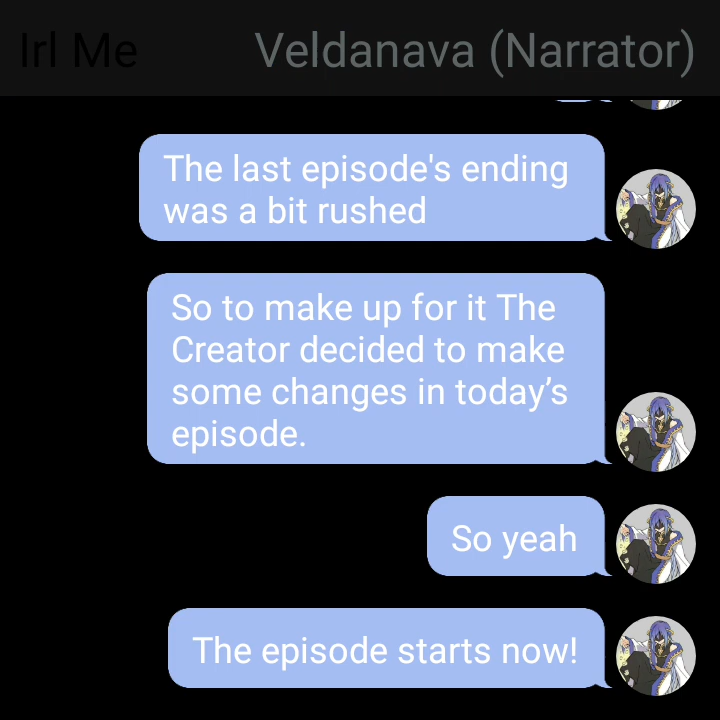 Irl Me
Veldanava (Narrator)
The last episode's ending
was a bit rushed
So to make up for it The
Creator decided to make
some changes in today’s
episode.
So yeah
The episode starts now!